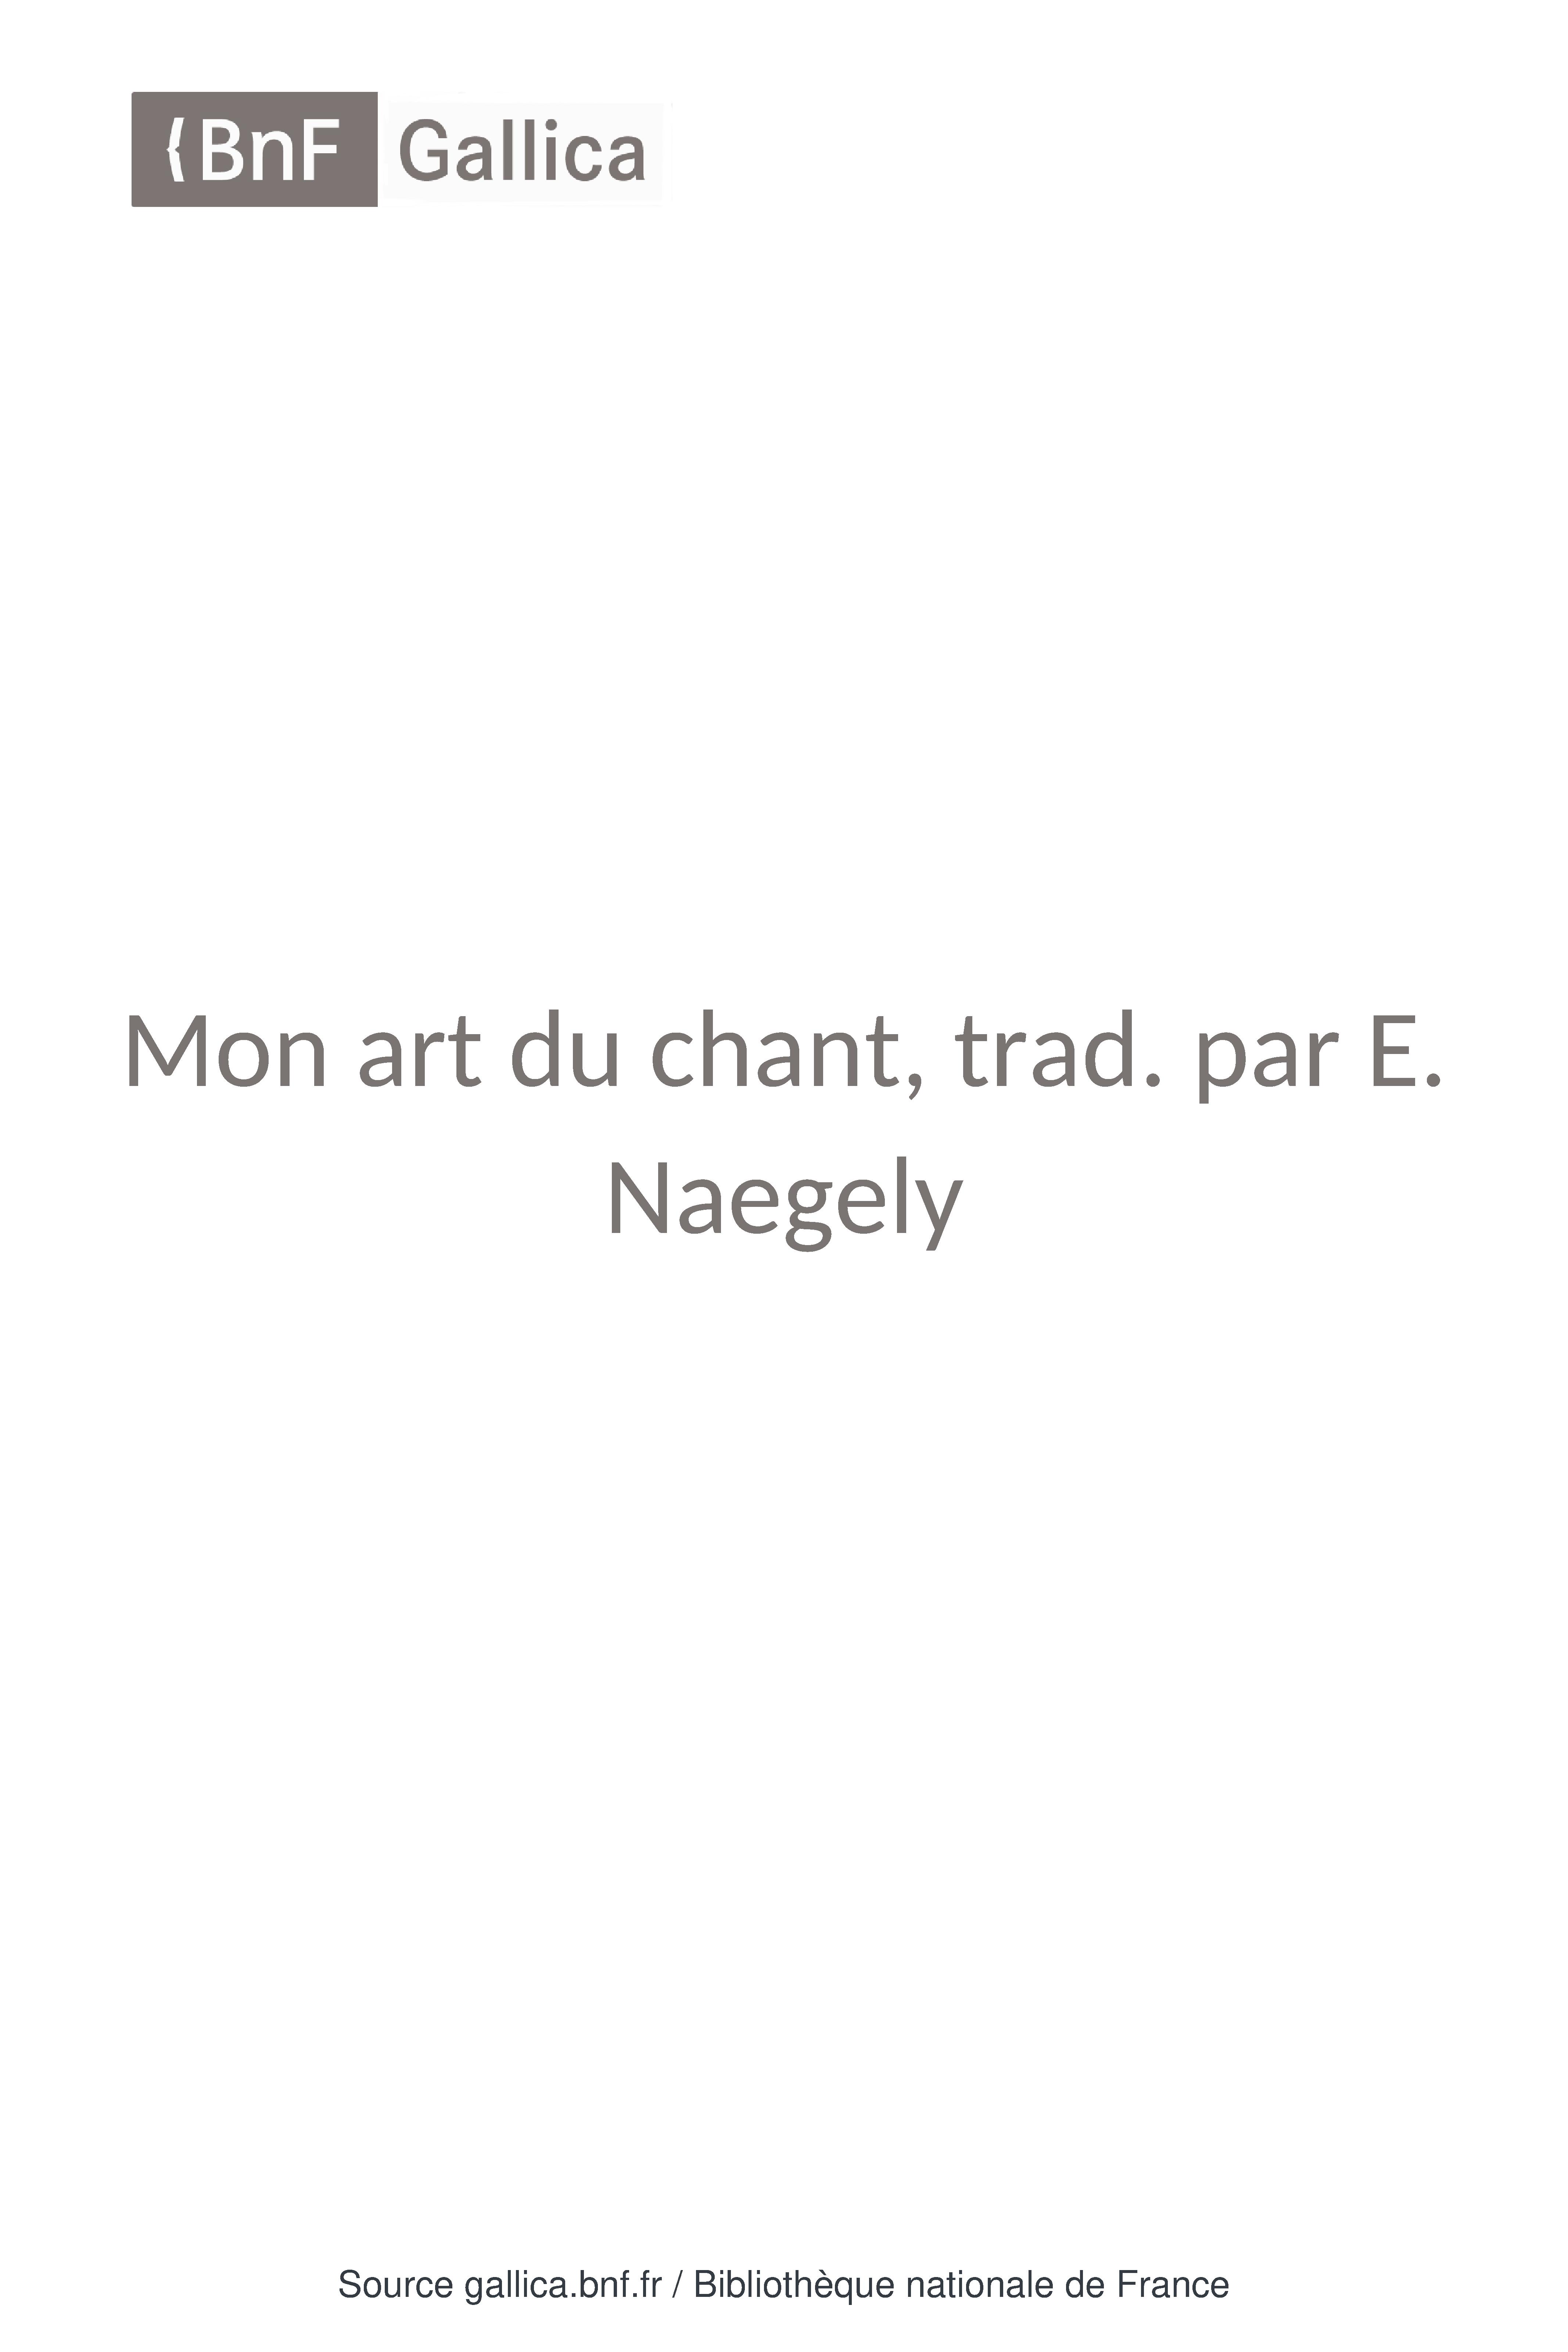 {BnF Gallica
Mon art du chant, trad. par E.
Naegely
Source gallica.bnf.fr / Bibliothèque nationale de France